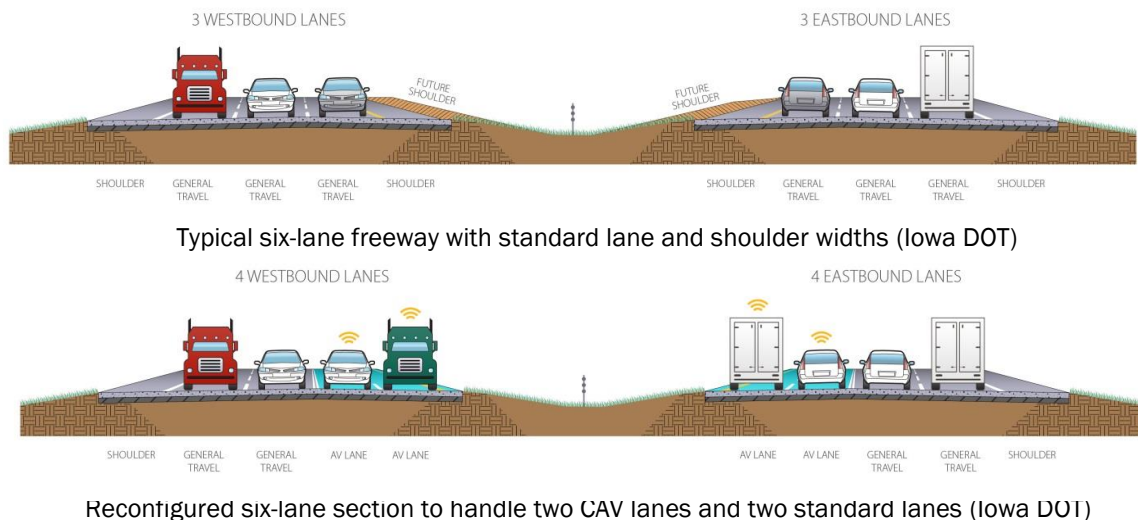 3 WESTBOUND LANES
3 EASTBOUND LANES
FUTURE
SHOULDER
FUTURE
SHOULDER
SHOULDER
GENERAL
TRAVEL
GENERAL
TRAVEL
GENERAL
TRAVEL
SHOULDER
SHOULDER
GENERAL
TRAVEL
GENERAL
TRAVEL
GENERAL
TRAVEL
SHOULDER
Typical six-lane freeway with standard lane and shoulder widths (Iowa DOT)
4 WESTBOUND LANES
4 EASTBOUND LANES
SHOULDER
GENERAL
TRAVEL
GENERAL
TRAVEL
AV LANE
AV LANE
AV LANE
AV LANE
GENERAL
TRAVEL
GENERAL
TRAVEL
SHOULDER
Reconfigured six-lane section to handle two CAV lanes and two standard lanes (Iowa DOT)